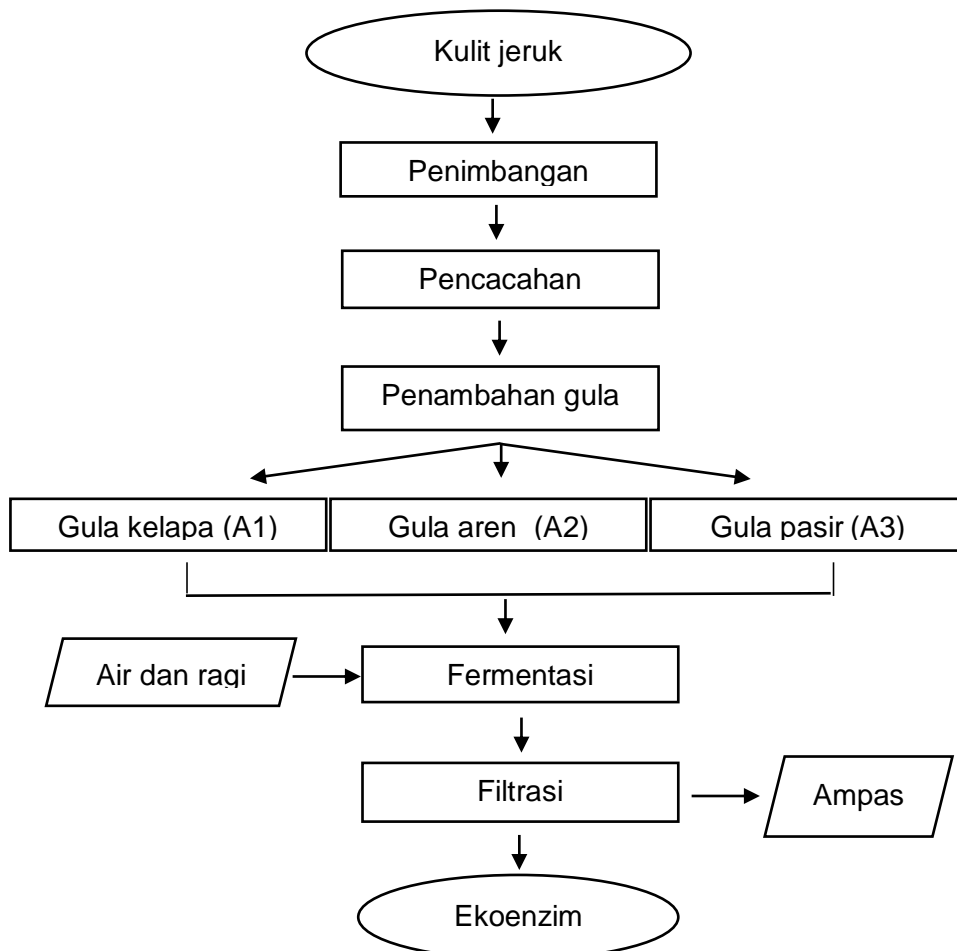 Kulit jeruk
Penimbangan
Pencacahan
Penambahan gula
Gula kelapa (A1)
Gula aren (A2)
Gula pasir (A3)
Air dan ragi
Fermentasi
Filtrasi
Ampas
Ekoenzim